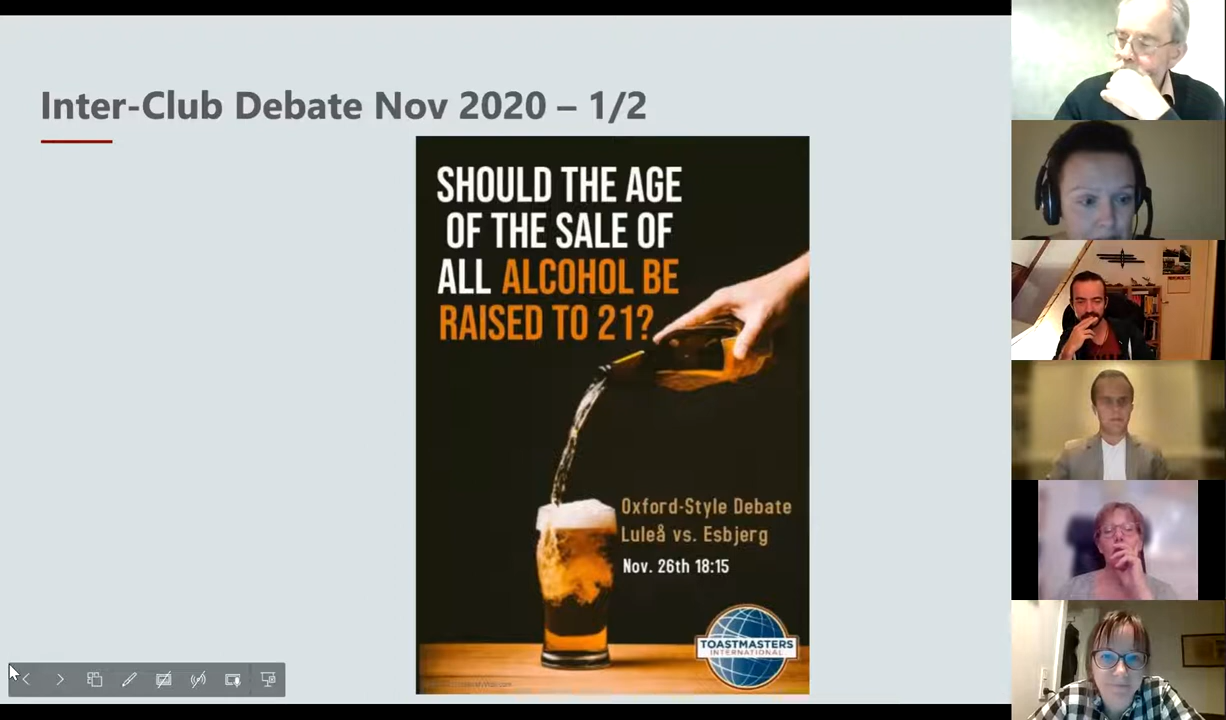 Inter-Club Debate Nov 2020 – 1/2
SHOULD THE AGE
OF THE SALE OF
ALL ALCOHOL BE
RAISED TO 21?
Oxford-Style Debate
Luleå vs. Esbjerg
Nov. 26th 18:15
TOASTMASTERS
INTERNATIONAL